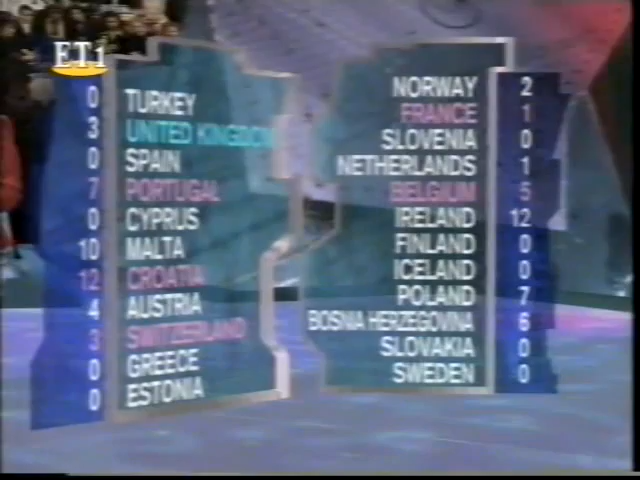 ET1
0 TURKEY
3 UNITED KINGDOM
0 SPAIN
7 PORTUGAL
0 CYPRUS
10 MALTA
12 CROATIA
4 AUSTRIA
3 SWITZERLAND
0 GREECE
0 ESTONIA
NORWAY 2
FRANCE 1
SLOVENIA 0
NETHERLANDS 1
BELGIUM 5
IRELAND 12
FINLAND 0
ICELAND 0
POLAND 7
BOSNIA HERZEGOVINA 6
SLOVAKIA 0
SWEDEN 0